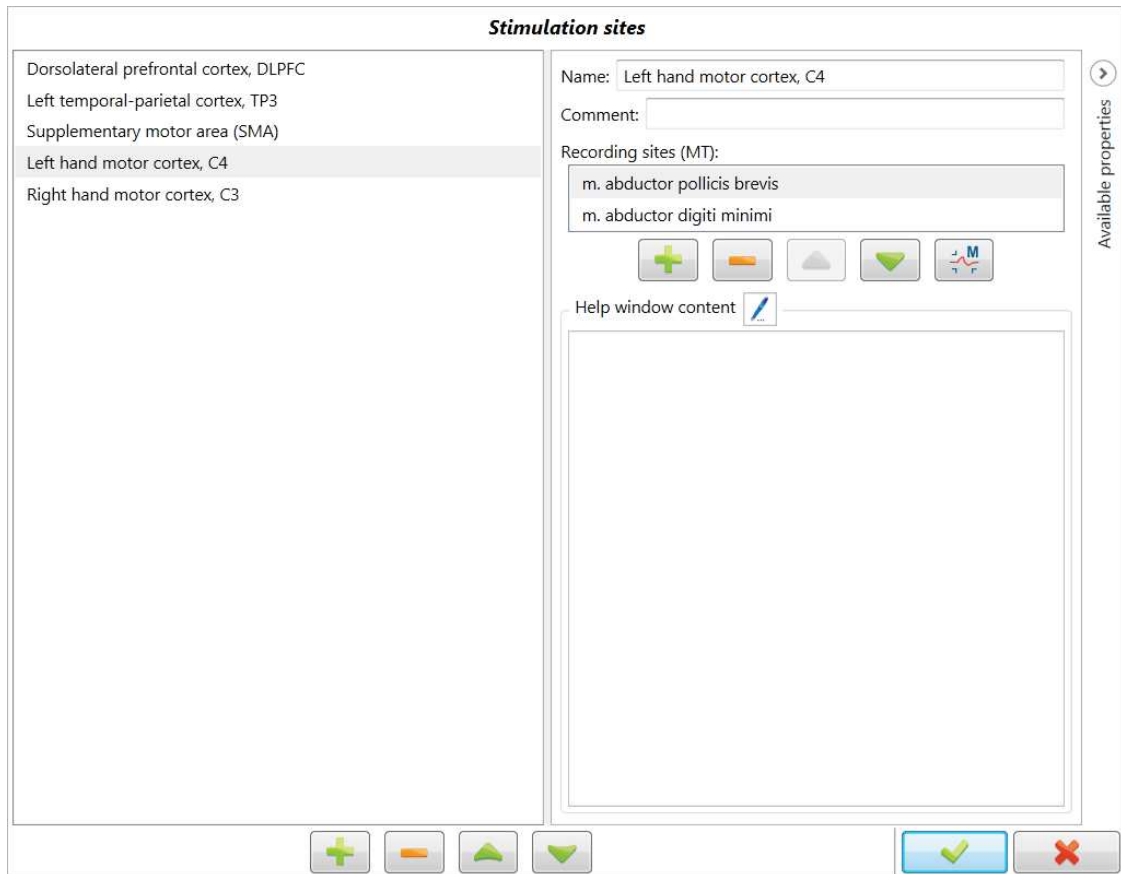 Stimulation sites
Dorsolateral prefrontal cortex, DLPFC
Left temporal-parietal cortex, TP3
Supplementary motor area (SMA)
Left hand motor cortex, C4
Right hand motor cortex, C3
Name: Left hand motor cortex, C4
Comment:
Recording sites (MT):
m. abductor pollicis brevis
m. abductor digiti minimi
M
Help window content
Available properties